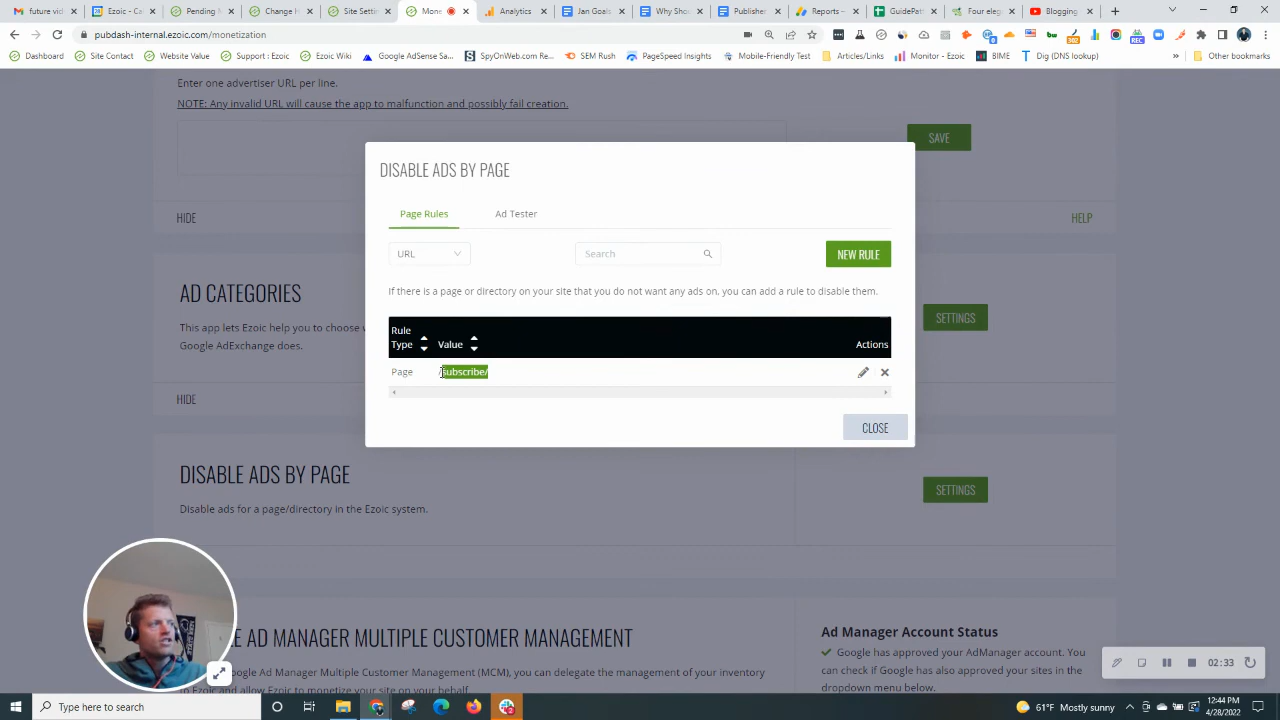 future vid
Change H
Site Settin
Mone
Analytics
Jan Goals
Why Shou
Publisher
Reports –
GuidePat
Four eleg
Blogging
pubdash-internal.ezoic.com/monetization
302
REC
Dashboard
Site Contact
Support : Ezoic
Ezoic Wiki
Google AdSense Sa...
SpyOnWeb.com Re...
SEM Rush
PageSpeed Insights
Mobile-Friendly Test
Articles/Links
Monitor - Ezoic
BIME
Dig (DNS lookup)
»
Other bookmarks
Enter one advertiser URL per line.
NOTE: Any invalid URL will cause the app to malfunction and possibly fail creation.
SAVE
HIDE
HELP
DISABLE ADS BY PAGE
Page Rules
Ad Tester
URL
Search
NEW RULE
If there is a page or directory on your site that you do not want any ads on, you can add a rule to disable them.
Rule
Type
Value
Actions
Page
/subscribe/
CLOSE
AD CATEGORIES
This app lets Ezoic help you to choose
Google AdExchange does.
SETTINGS
HIDE
DISABLE ADS BY PAGE
Disable ads for a page/directory in the Ezoic system.
SETTINGS
E AD MANAGER MULTIPLE CUSTOMER MANAGEMENT
oogle Ad Manager Multiple Customer Management (MCM), you can delegate the management of your inventory
to Ezoic and allow Ezoic to monetize your site on your behalf.
Ad Manager Account Status
Google has approved your AdManager account. You
can check if Google has also approved your sites in the
dropdown menu below.
02:33
Type here to search
61°F Mostly sunny
12:44 PM
4/28/2022